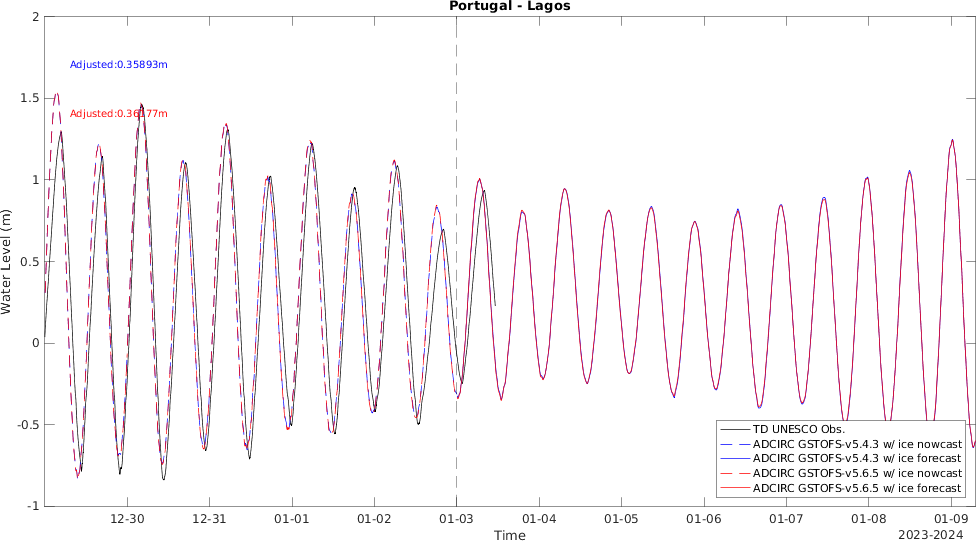 Portugal - Lagos
2
Adjusted:0.35893m
1.5
1
0.5
0
-0.5
-1
Water Level (m)
TD UNESCO Obs.
ADCIRC GSTOFS-v5.4.3 w/ ice nowcast
ADCIRC GSTOFS-v5.4.3 w/ ice forecast
ADCIRC GSTOFS-v5.6.5 w/ ice nowcast
ADCIRC GSTOFS-v5.6.5 w/ ice forecast
12-30 12-31 01-01 01-02 01-03 01-04 01-05 01-06 01-07 01-08 01-09
Time
2023-2024